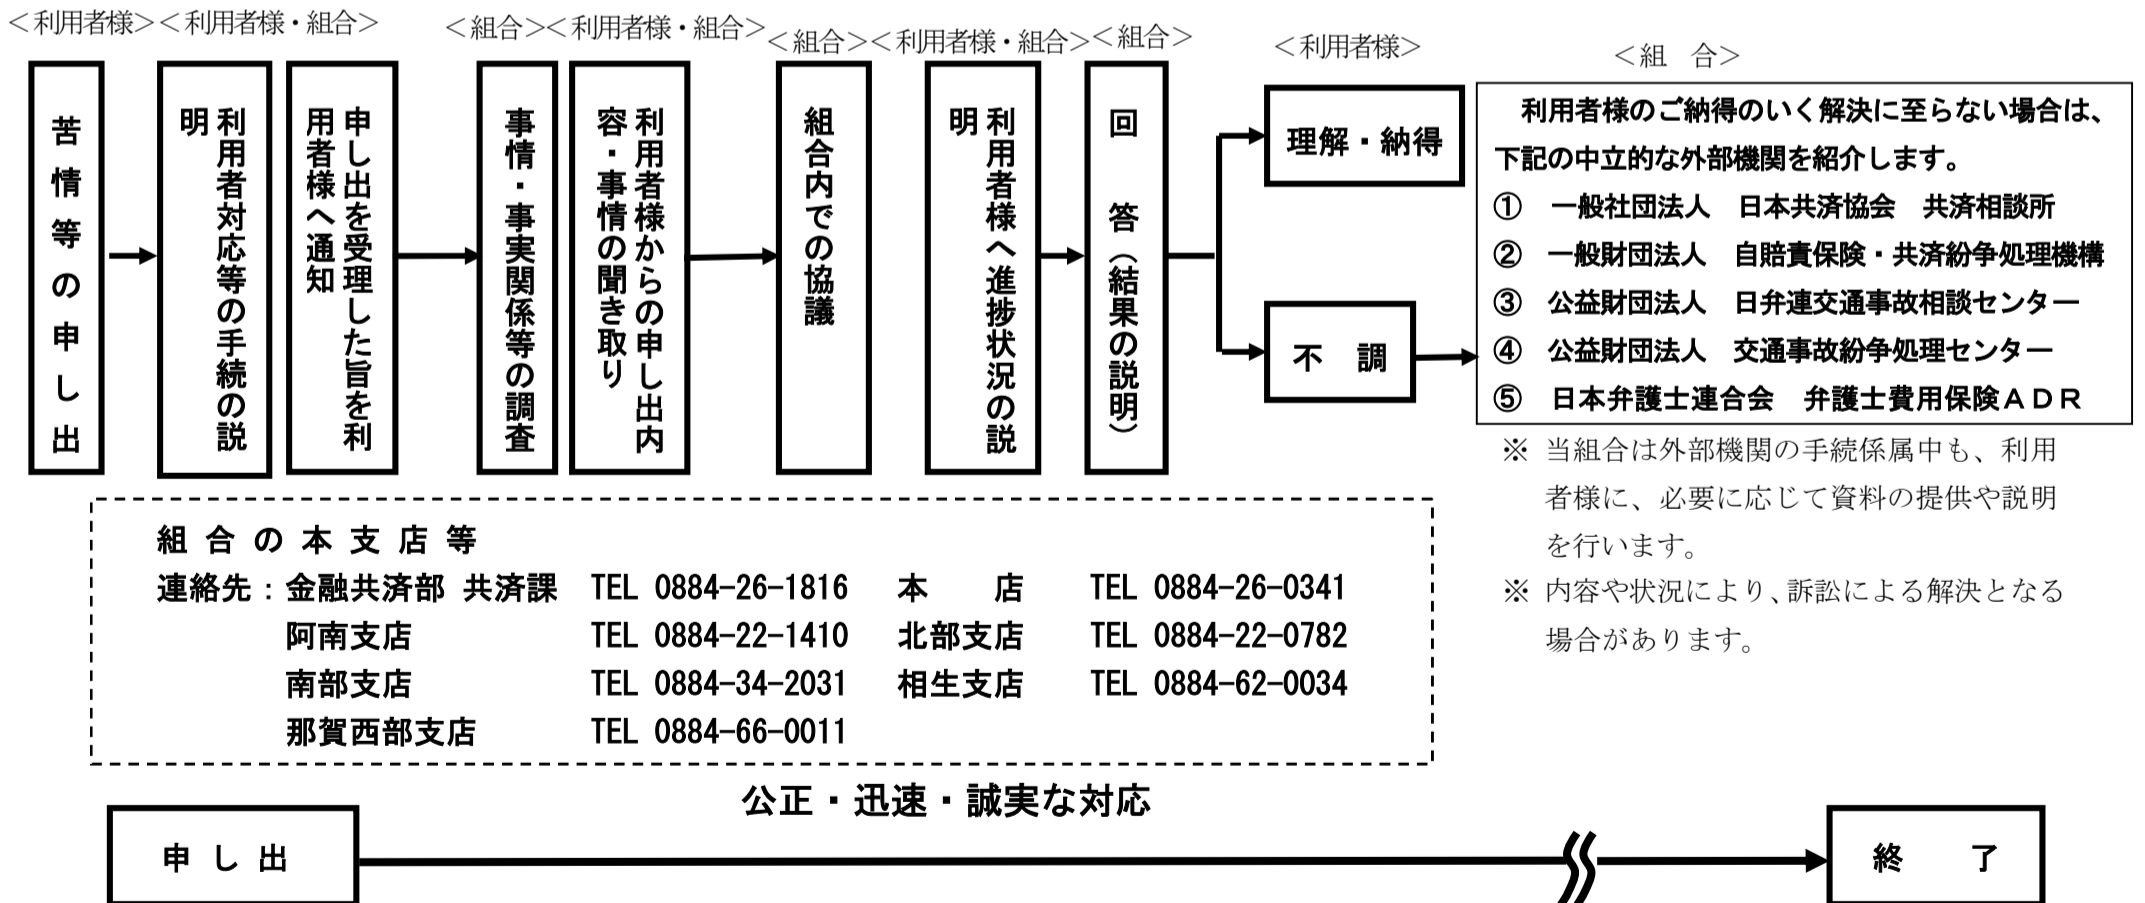 ＜利用者様＞＜利用者様・組合＞　＜組合＞＜利用者様・組合＞＜組合＞＜利用者様・組合＞＜組合＞　＜利用者様＞　＜組　合＞
苦情等の申し出
利用者対応等の手続の説
明
申し出を受理した旨を利
用者様へ通知
事情・事実関係等の調査
利用者様からの申し出内
容・事情の聞き取り
組合内での協議
利用者様へ進捗状況の説
明
回　答（結果の説明）
理解・納得
不　調
利用者様のご納得のいく解決に至らない場合は、
下記の中立的な外部機関を紹介します。
①　一般社団法人　日本共済協会　共済相談所
②　一般財団法人　自賠責保険・共済紛争処理機構
③　公益財団法人　日弁連交通事故相談センター
④　公益財団法人　交通事故紛争処理センター
⑤　日本弁護士連合会　弁護士費用保険ＡＤＲ
※ 当組合は外部機関の手続係属中も、利用
者様に、必要に応じて資料の提供や説明
を行います。
※ 内容や状況により、訴訟による解決となる
場合があります。
組合の本支店等
連絡先：金融共済部 共済課　TEL 0884-26-1816　本　　店　TEL 0884-26-0341
阿南支店　TEL 0884-22-1410　北部支店　TEL 0884-22-0782
南部支店　TEL 0884-34-2031　相生支店　TEL 0884-62-0034
那賀西部支店　TEL 0884-66-0011
公正・迅速・誠実な対応
申し出
終　了